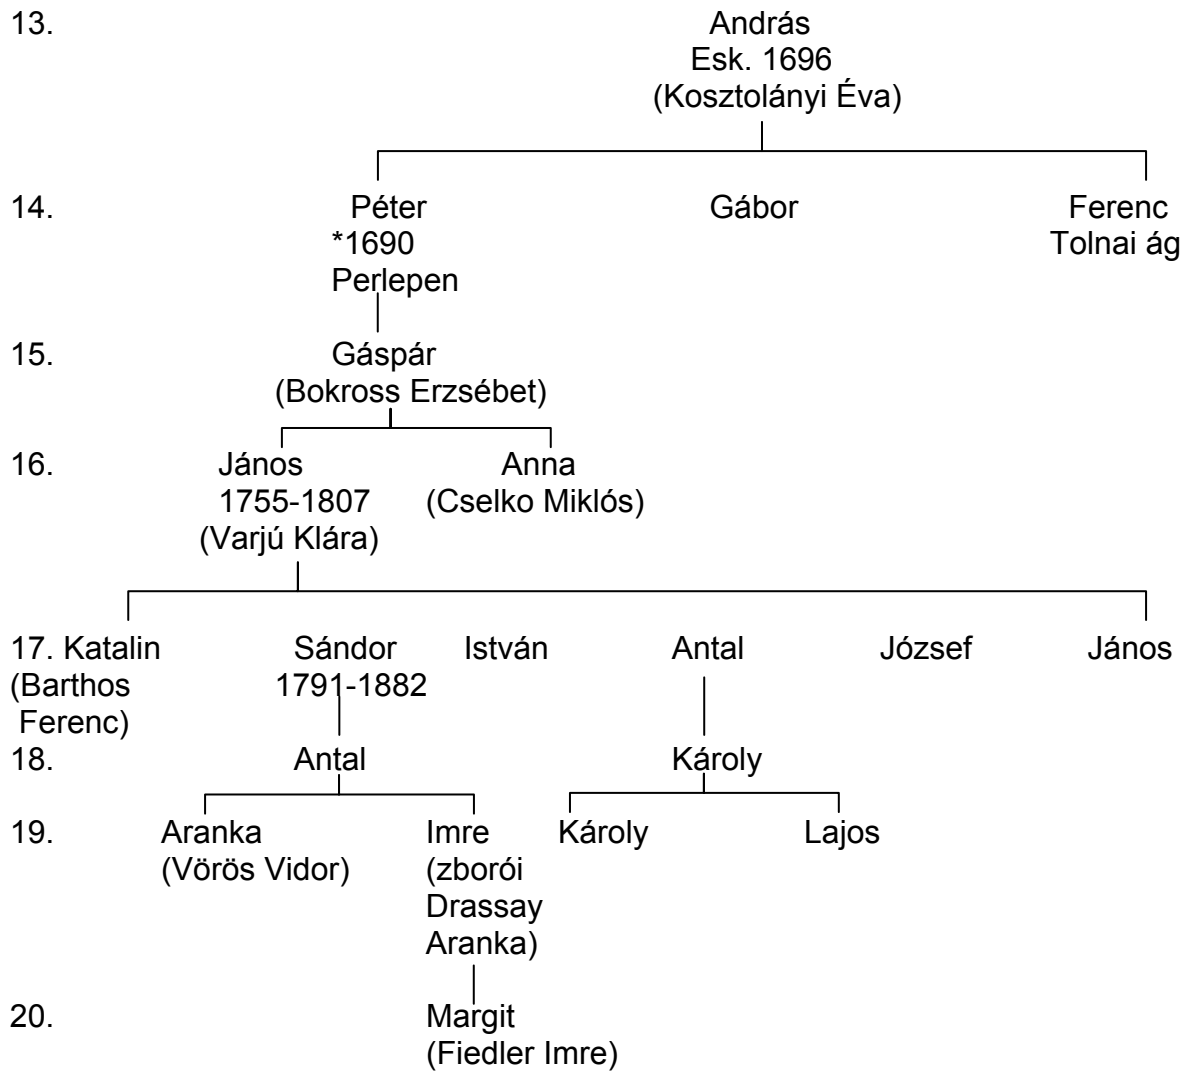 13. András
Esk. 1696
(Kosztolányi Éva)
14. Péter Gábor Ferenc
*1690 Tolnai ág
Perlepen
15. Gáspár
(Bokross Erzsébet)
16. János Anna
1755-1807 (Cselko Miklós)
(Varjú Klára)
17. Katalin Sándor István Antal József János
(Barthos 1791-1882
Ferenc)
18. Antal Károly
19. Aranka Imre Károly Lajos
(Vörös Vidor) (zborói
Drassay
Aranka)
20. Margit
(Fiedler Imre)